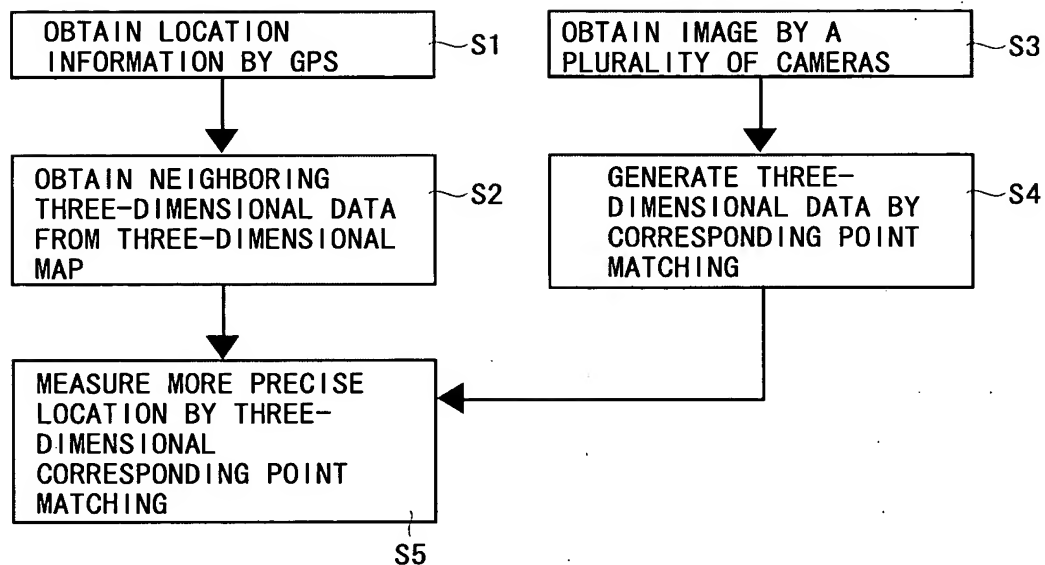 OBTAIN LOCATION
INFORMATION BY GPS
S1
OBTAIN NEIGHBORING
THREE-DIMENSIONAL DATA
FROM THREE-DIMENSIONAL
MAP
S2
OBTAIN IMAGE BY A
PLURALITY OF CAMERAS
S3
GENERATE THREE-
DIMENSIONAL DATA BY
CORRESPONDING POINT
MATCHING
S4
MEASURE MORE PRECISE
LOCATION BY THREE-
DIMENSIONAL
CORRESPONDING POINT
MATCHING
S5